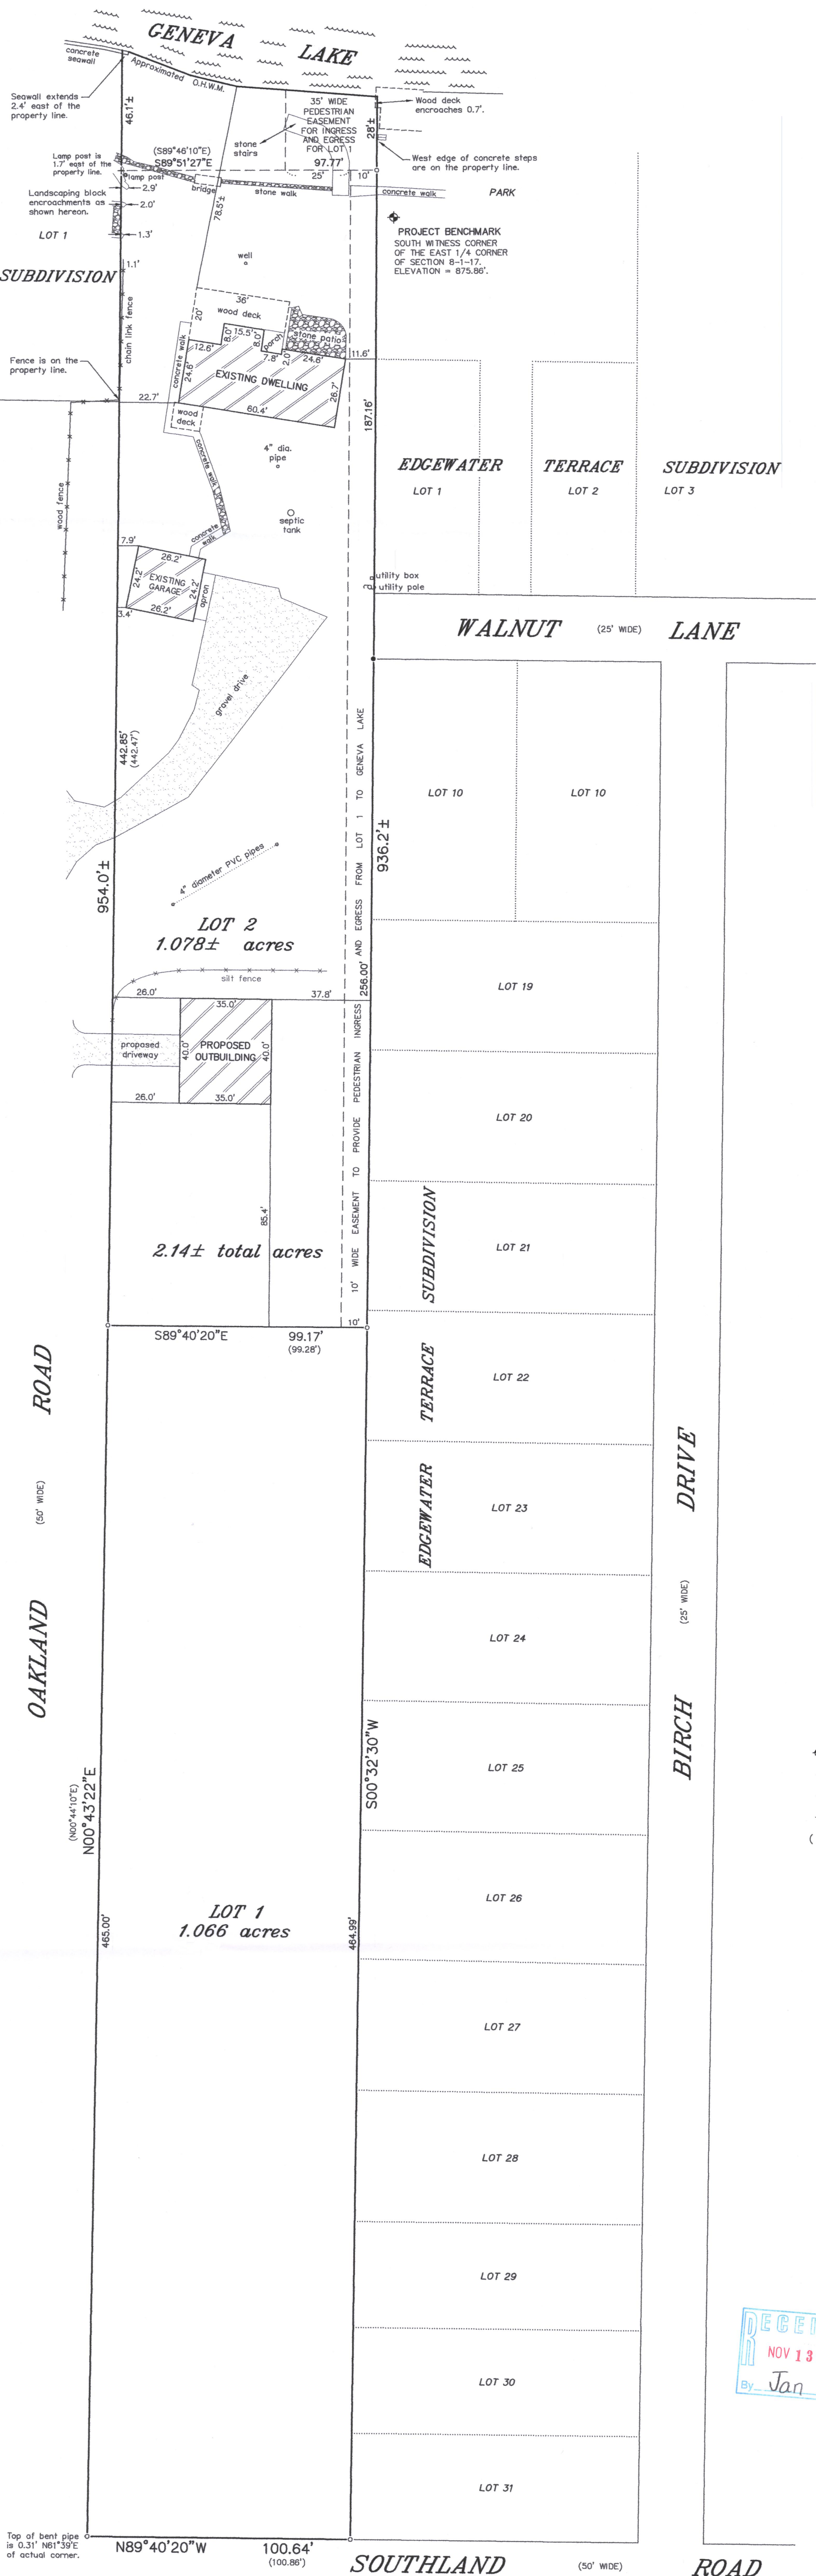 GENEVA LAKE
concrete
seawall
Approximated O.H.W.M.
Seawall extends
2.4' east of the
property line.
46.1'±
35' WIDE
PEDESTRIAN
EASEMENT
FOR INGRESS
AND EGRESS
FOR LOT 1
28'±
Wood deck
encroaches 0.7'.
stone
stairs
(S89°46'10"E)
S89°51'27"E
97.77'
25'
10'
West edge of concrete steps
are on the property line.
Lamp post is
1.7' east of the
property line.
lamp post
2.9'
bridge
stone walk
concrete walk
PARK
Landscaping block
encroachments as
shown hereon.
2.0'
78.5'±
PROJECT BENCHMARK
SOUTH WITNESS CORNER
OF THE EAST 1/4 CORNER
OF SECTION 8-1-17.
ELEVATION = 875.86'.
LOT 1
1.3'
SUBDIVISION
1.1'
well
chain link fence
36'
wood deck
20'
concrete walk
12.6'
8.0'
15.5'
8.0'
porch
7.8'
2.0'
stone patio
24.6'
11.6'
24.6'
EXISTING DWELLING
26.7'
60.4'
Fence is on the
property line.
22.7'
wood
deck
187.16'
concrete walk
4" dia.
pipe
EDGEWATER TERRACE SUBDIVISION
LOT 1
LOT 2
LOT 3
wood fence
septic
tank
concrete
walk
7.9'
26.2'
24.2'
EXISTING
GARAGE
24.2'
apron
26.2'
3.4'
utility box
utility pole
WALNUT (25' WIDE) LANE
gravel drive
442.85'
(442.47')
LOT 10
LOT 10
954.0'±
936.2'±
4" diameter PVC pipes
LOT 2
1.078± acres
10' WIDE EASEMENT TO PROVIDE PEDESTRIAN INGRESS AND EGRESS FROM LOT 1 TO GENEVA LAKE
256.00'
silt fence
LOT 19
26.0'
35.0'
37.8'
proposed
driveway
40.0'
PROPOSED
OUTBUILDING
40.0'
26.0'
35.0'
LOT 20
85.4'
2.14± total acres
LOT 21
10'
S89°40'20"E
99.17'
(99.28')
LOT 22
EDGEWATER TERRACE SUBDIVISION
OAKLAND (50' WIDE) ROAD
LOT 23
BIRCH (25' WIDE) DRIVE
LOT 24
S00°32'30"W
LOT 25
(N00°44'10"E)
N00°43'22"E
(
LOT 26
LOT 1
1.066 acres
465.00'
464.99'
LOT 27
LOT 28
LOT 29
RECEI
NOV 13
By Jan
LOT 30
LOT 31
Top of bent pipe
is 0.31' N61°39'E
of actual corner.
N89°40'20"W
100.64'
(100.86')
SOUTHLAND (50' WIDE) ROAD